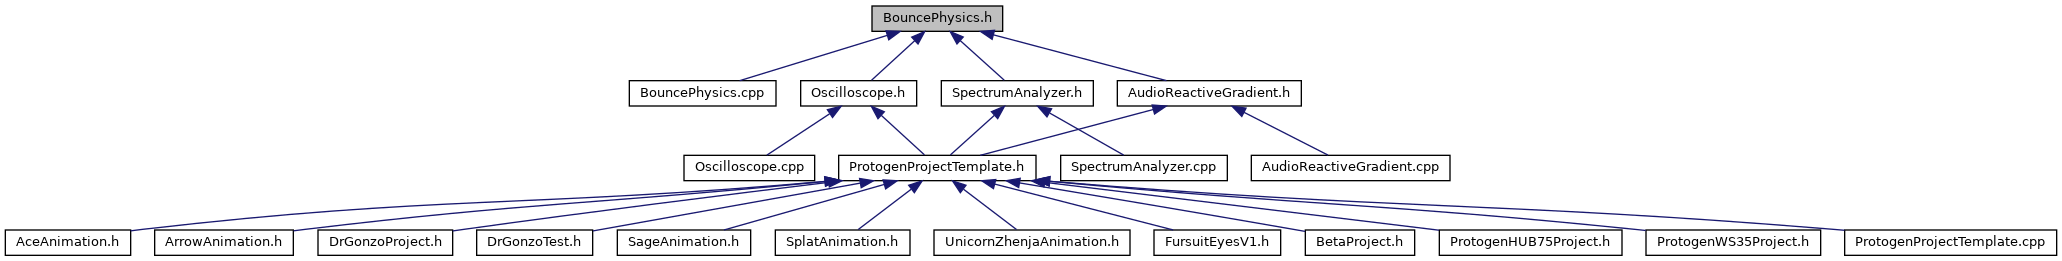 BouncePhysics.h
BouncePhysics.cpp
Oscilloscope.h
SpectrumAnalyzer.h
AudioReactiveGradient.h
Oscilloscope.cpp
ProtogenProjectTemplate.h
SpectrumAnalyzer.cpp
AudioReactiveGradient.cpp
AceAnimation.h
ArrowAnimation.h
DrGonzoProject.h
DrGonzoTest.h
SageAnimation.h
SplatAnimation.h
UnicornZhenjaAnimation.h
FursuitEyesV1.h
BetaProject.h
ProtogenHUB75Project.h
ProtogenWS35Project.h
ProtogenProjectTemplate.cpp